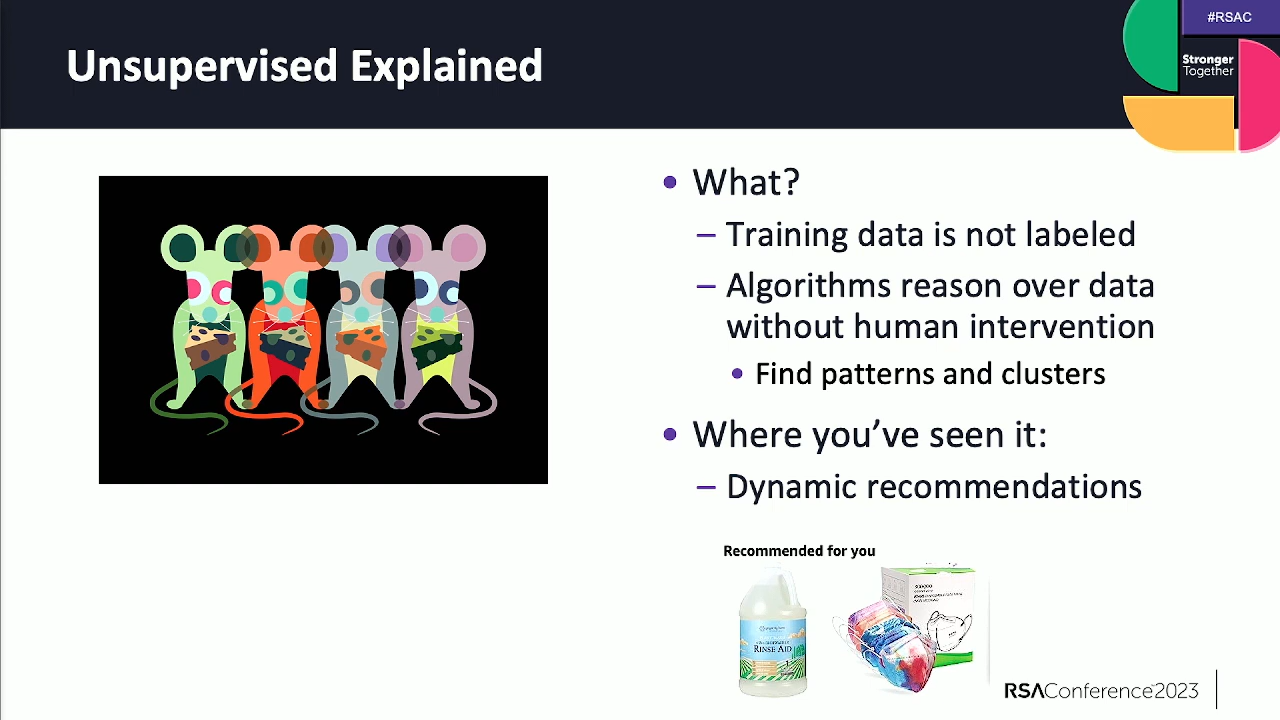 Unsupervised Explained
#RSAC
Stronger
Together
• What?
– Training data is not labeled
– Algorithms reason over data
without human intervention
• Find patterns and clusters
• Where you’ve seen it:
– Dynamic recommendations
Recommended for you
RINSE AID
RSAConference™2023